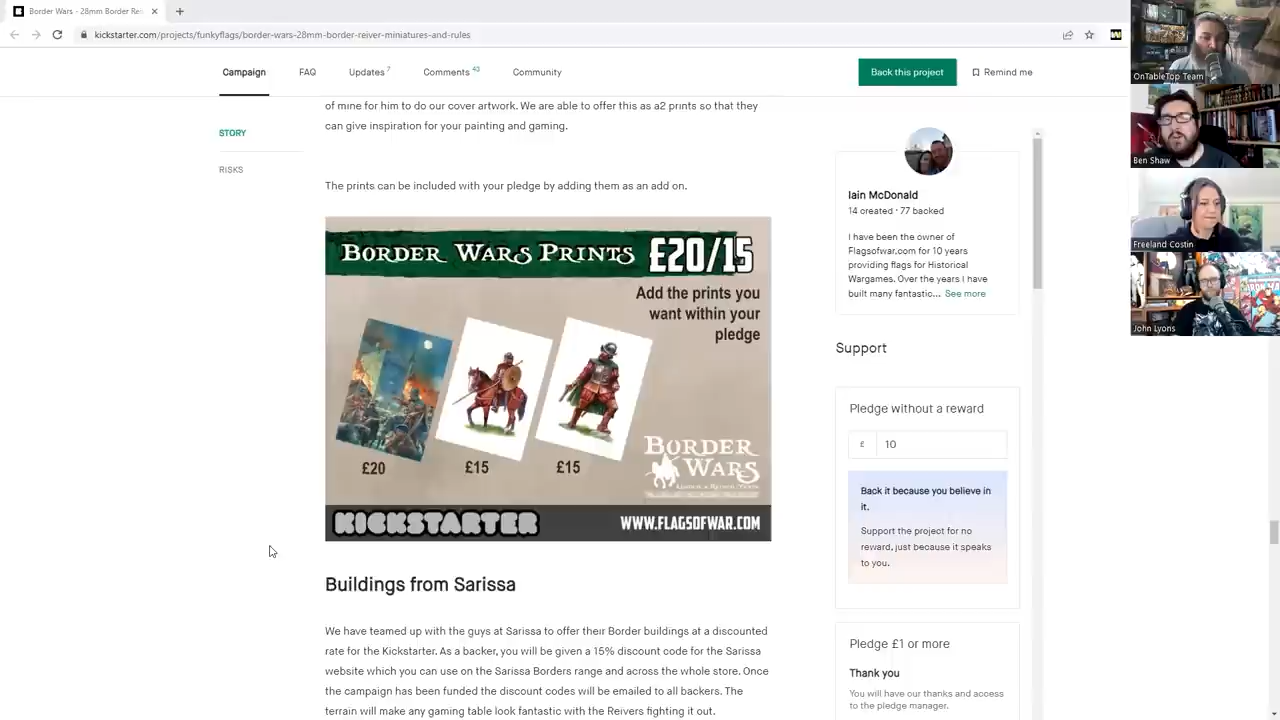 Border Wars - 28mm Border Rei
kickstarter.com/projects/funkyflags/border-wars-28mm-border-reiver-miniatures-and-rules
Campaign
FAQ
Updates 7
Comments 43
Community
Back this project
Remind me
STORY
RISKS
of mine for him to do our cover artwork. We are able to offer this as a2 prints so that they
can give inspiration for your painting and gaming.
The prints can be included with your pledge by adding them as an add on.
BORDER WARS PRINTS £20/15
Add the prints you
want within your
pledge
£20
£15
£15
BORDER
WARS
KICKSTARTER
WWW.FLAGSOFWAR.COM
Buildings from Sarissa
We have teamed up with the guys at Sarissa to offer their Border buildings at a discounted
rate for the Kickstarter. As a backer, you will be given a 15% discount code for the Sarissa
website which you can use on the Sarissa Borders range and across the whole store. Once
the campaign has been funded the discount codes will be emailed to all backers. The
terrain will make any gaming table look fantastic with the Reivers fighting it out.
Iain McDonald
14 created · 77 backed
I have been the owner of
Flagsofwar.com for 10 years
providing flags for Historical
Wargames. Over the years I have
built many fantastic... See more
Support
Pledge without a reward
£ 10
Back it because you believe in
it.
Support the project for no
reward, just because it speaks
to you.
Pledge £1 or more
Thank you
You will have our thanks and access
to the pledge manager.
OnTableTop Team
Ben Shaw
Freeland Costin
John Lyons